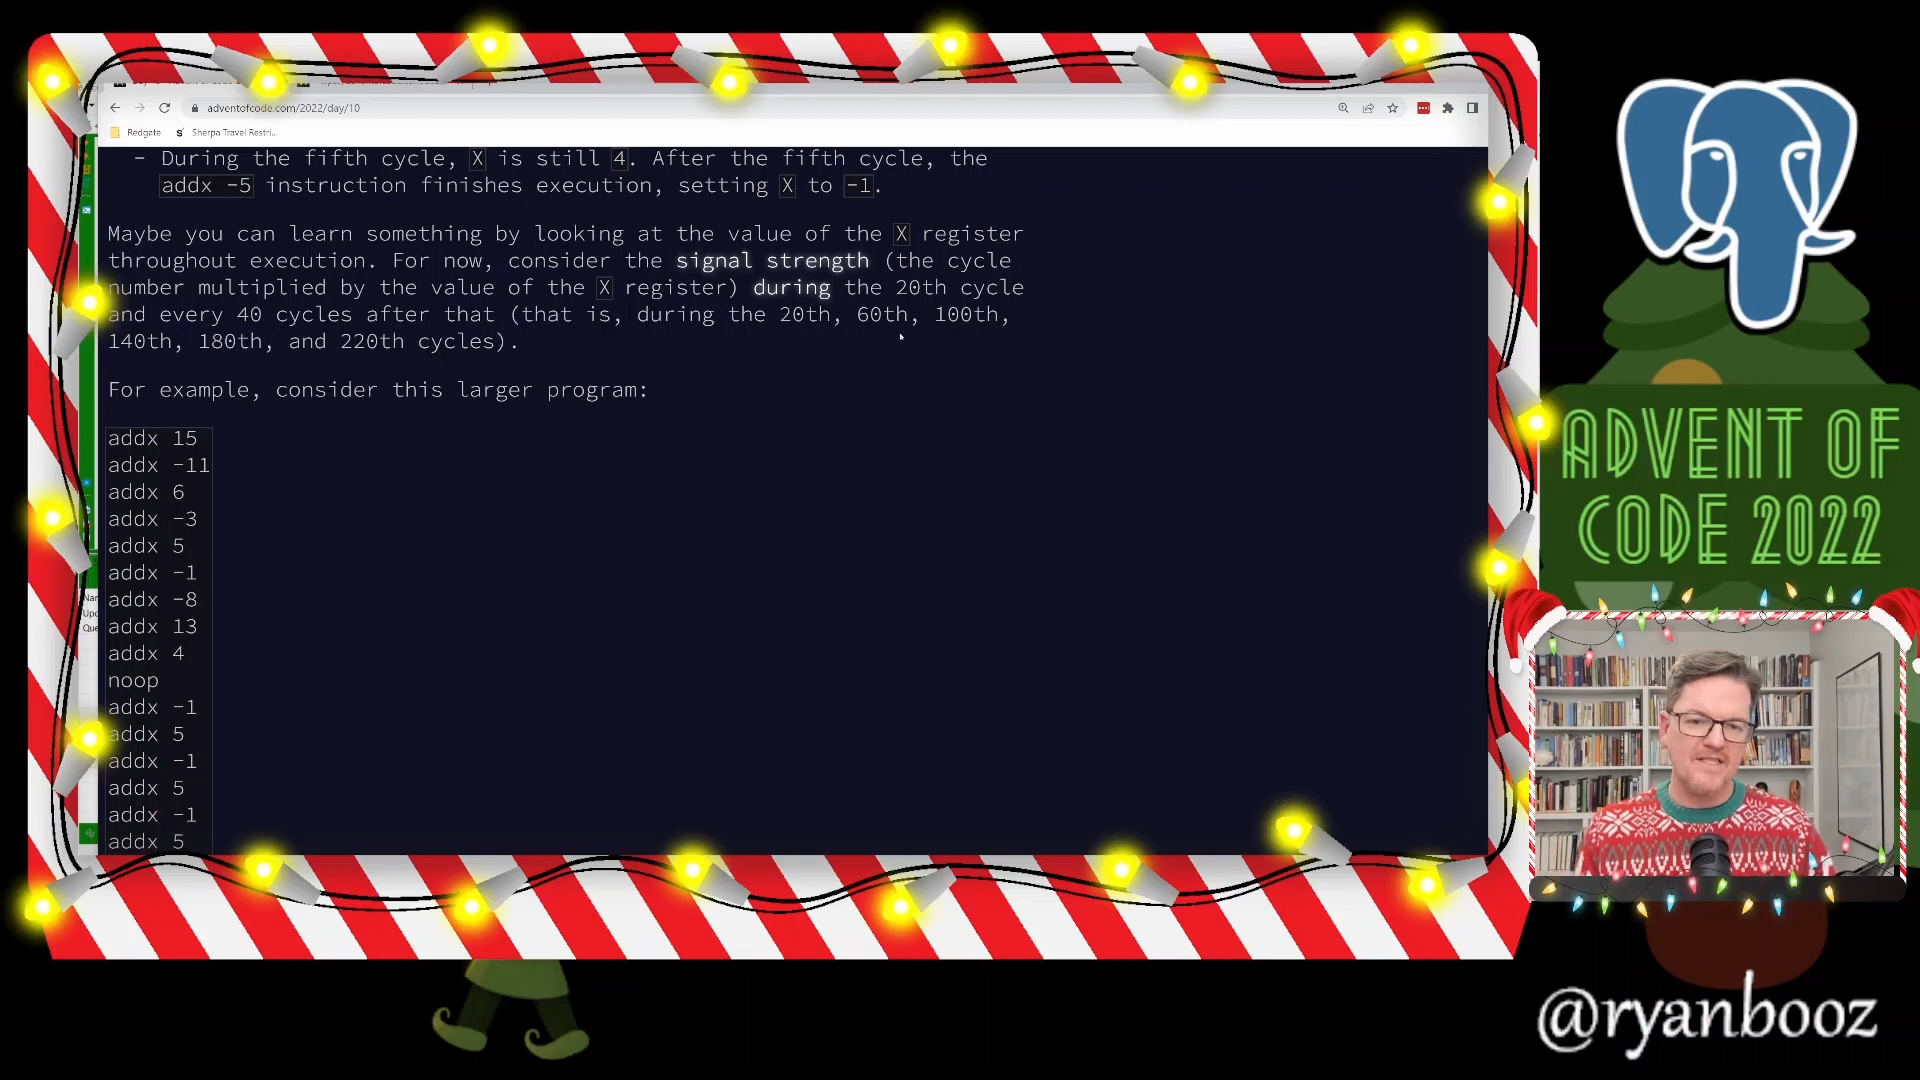 adventofcode.com/2022/day/10
Redgate
Sherpa Travel Restri...
- During the fifth cycle, X is still 4. After the fifth cycle, the
addx -5 instruction finishes execution, setting X to -1.
Maybe you can learn something by looking at the value of the X register
throughout execution. For now, consider the signal strength (the cycle
number multiplied by the value of the X register) during the 20th cycle
and every 40 cycles after that (that is, during the 20th, 60th, 100th,
140th, 180th, and 220th cycles).
For example, consider this larger program:
addx 15
addx -11
addx 6
addx -3
addx 5
addx -1
addx -8
addx 13
addx 4
noop
addx -1
addx 5
addx -1
addx 5
addx -1
addx 5
Nar
Upd
Que
ADVENT OF
CODE 2022
@ryanbooz